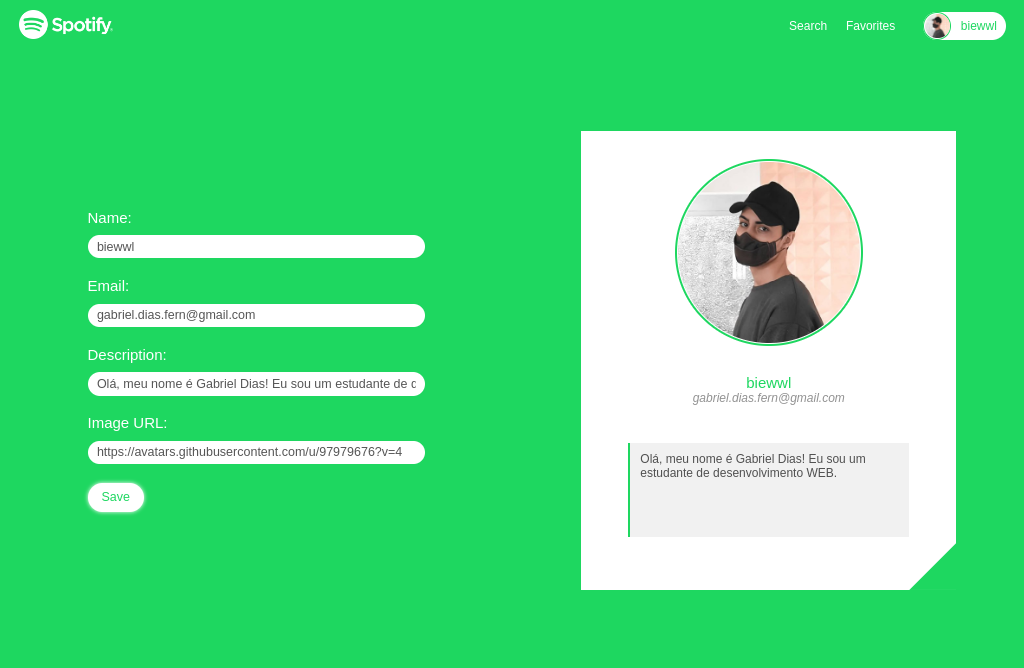 Spotify
Search
Favorites
biewwl
Name:
biewwl
Email:
gabriel.dias.fern@gmail.com
Description:
Olá, meu nome é Gabriel Dias! Eu sou um estudante de d
Image URL:
https://avatars.githubusercontent.com/u/97979676?v=4
Save
biewwl
gabriel.dias.fern@gmail.com
Olá, meu nome é Gabriel Dias! Eu sou um
estudante de desenvolvimento WEB.